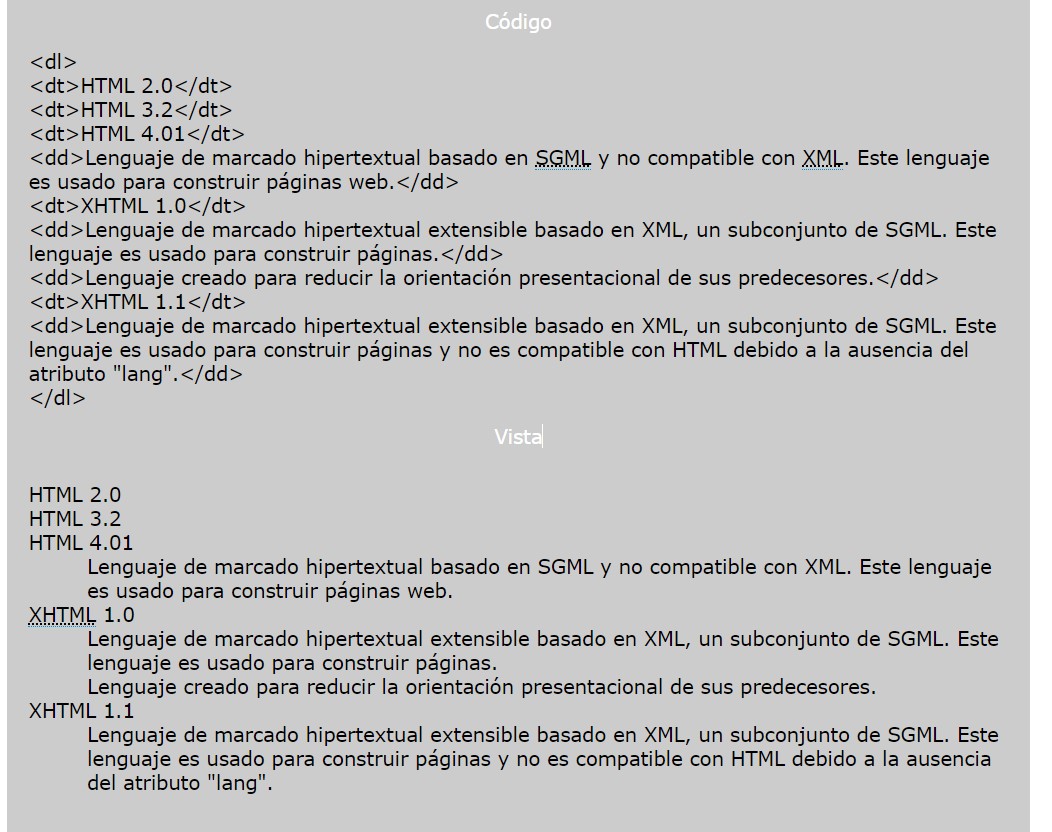 Código
<dl>
<dt>HTML 2.0</dt>
<dt>HTML 3.2</dt>
<dt>HTML 4.01</dt>
<dd>Lenguaje de marcado hipertextual basado en SGML y no compatible con XML. Este lenguaje
es usado para construir páginas web.</dd>
<dt>XHTML 1.0</dt>
<dd>Lenguaje de marcado hipertextual extensible basado en XML, un subconjunto de SGML. Este
lenguaje es usado para construir páginas.</dd>
<dd>Lenguaje creado para reducir la orientación presentacional de sus predecesores.</dd>
<dt>XHTML 1.1</dt>
<dd>Lenguaje de marcado hipertextual extensible basado en XML, un subconjunto de SGML. Este
lenguaje es usado para construir páginas y no es compatible con HTML debido a la ausencia del
atributo "lang".</dd>
</dl>
Vista
HTML 2.0
HTML 3.2
HTML 4.01
Lenguaje de marcado hipertextual basado en SGML y no compatible con XML. Este lenguaje
es usado para construir páginas web.
XHTML 1.0
Lenguaje de marcado hipertextual extensible basado en XML, un subconjunto de SGML. Este
lenguaje es usado para construir páginas.
Lenguaje creado para reducir la orientación presentacional de sus predecesores.
XHTML 1.1
Lenguaje de marcado hipertextual extensible basado en XML, un subconjunto de SGML. Este
lenguaje es usado para construir páginas y no es compatible con HTML debido a la ausencia
del atributo "lang".